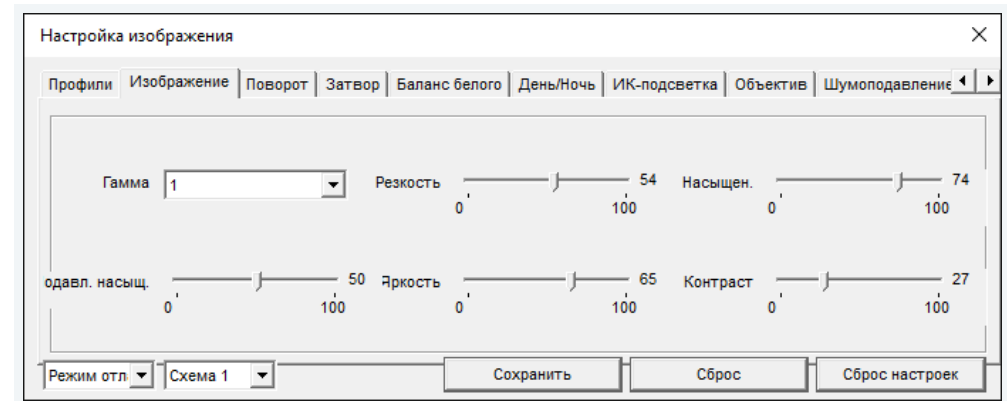 Настройка изображения
Профили Изображение Поворот Затвор Баланс белого День/Ночь ИК-подсветка Объектив Шумоподавление
Гамма 1 Резкость 54 Насыщен. 74
0 100 0 100
одавл. насыщ. 50 Яркость 65 Контраст 27
0 100 0 100 0 100
Режим отл Схема 1 Сохранить Сброс Сброс настроек